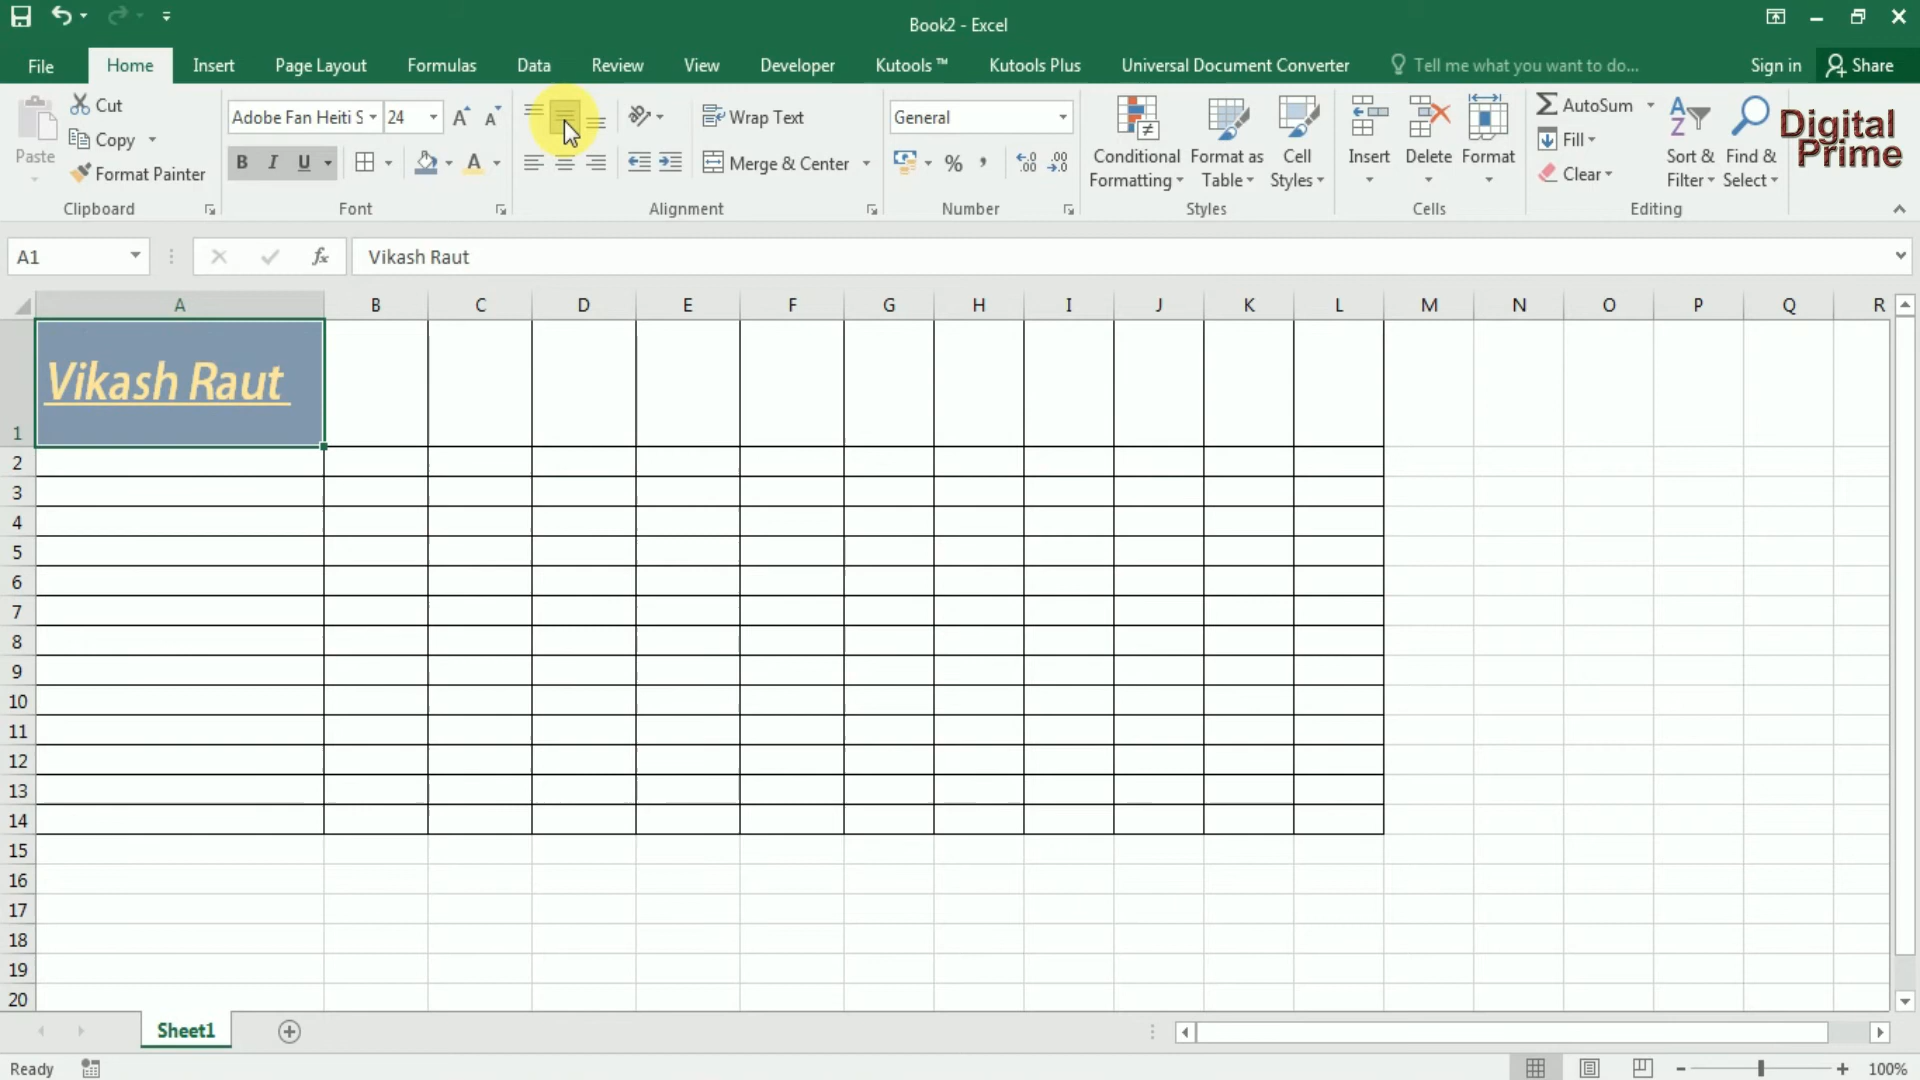 Book2 - Excel
File Home Insert Page Layout Formulas Data Review View Developer Kutools ™ Kutools Plus Universal Document Converter Tell me what you want to do... Sign in Share
Paste Cut Copy Format Painter Clipboard
Adobe Fan Heiti S 24
B I U A Font
Wrap Text
Merge & Center
Alignment
General
% ,
Number
Conditional Formatting Format as Table Cell Styles
Styles
Insert Delete Format
Cells
AutoSum Fill Clear Sort & Filter Find & Select
Editing
Digital Prime
A1 fx Vikash Raut
A B C D E F G H I J K L M N O P Q R
Vikash Raut
1
2
3
4
5
6
7
8
9
10
11
12
13
14
15
16
17
18
19
20
Sheet1
Ready 100%